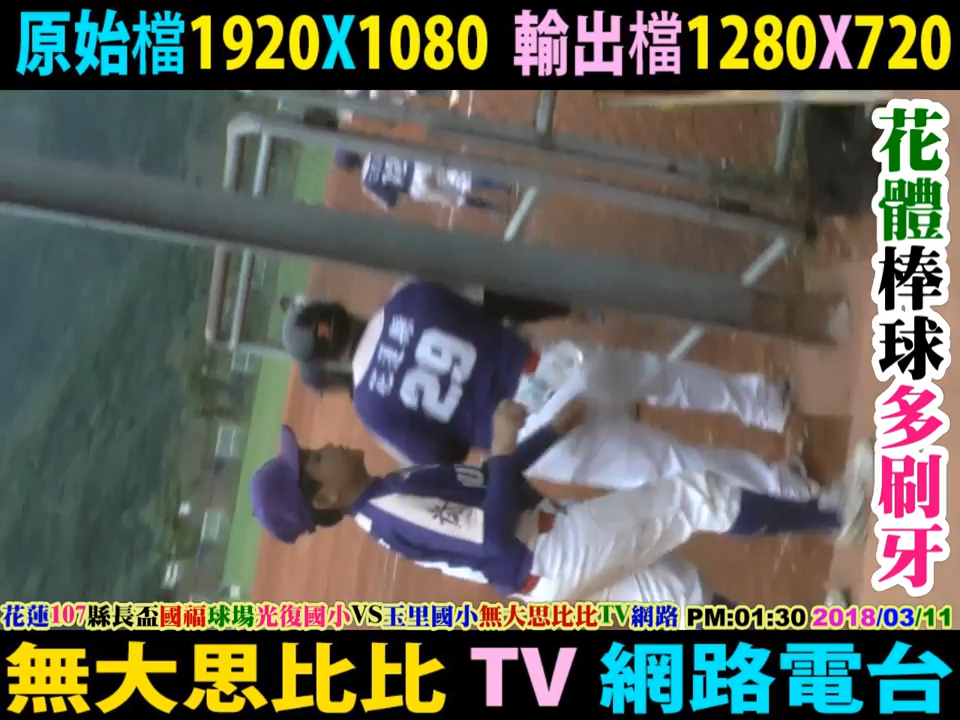 原始檔1920X1080 輸出檔1280X720
花體棒球多刷牙
29
花蓮107縣長盃國福球場光復國小VS玉里國小無大思比比TV網路 PM:01:30 2018/03/11
無大思比比 TV 網路電台